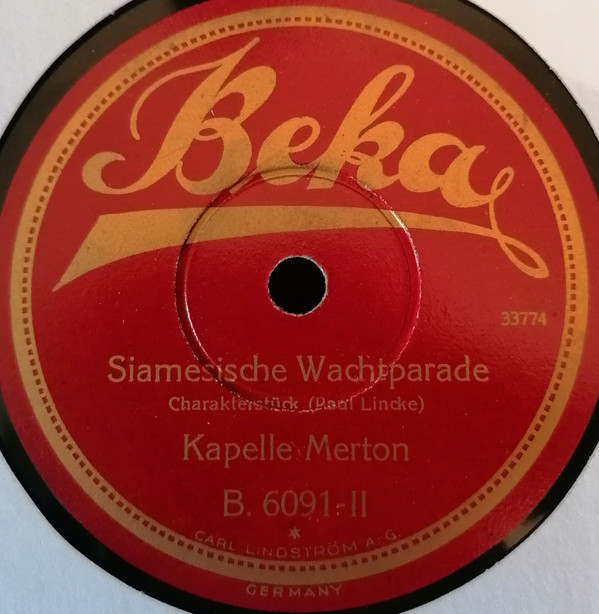 Beka
33774
Siamesische Wachtparade
Charakterstück (Paul Lincke)
Kapelle Merton
B. 6091-II
CARL LINDSTRÖM A.-G.
GERMANY